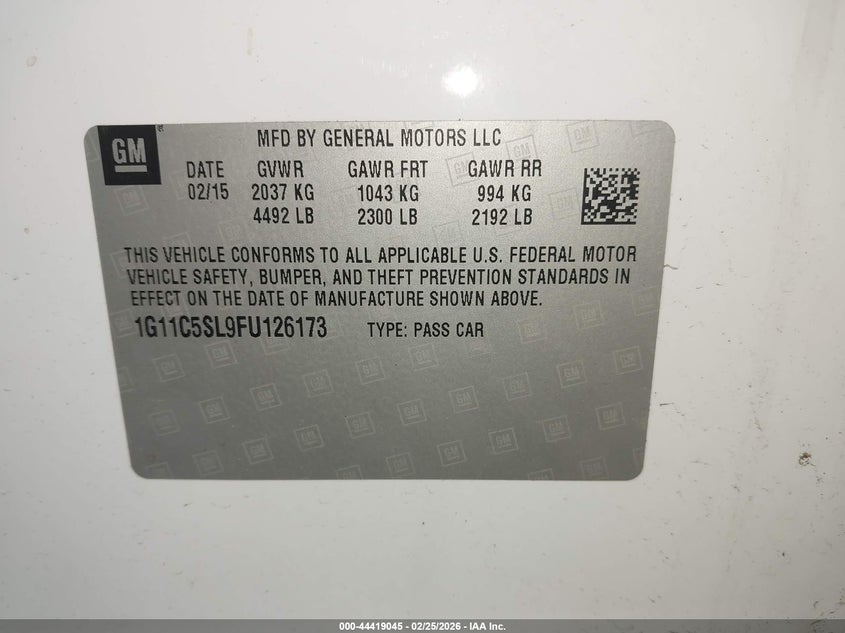 GM
MFD BY GENERAL MOTORS LLC
DATE GVWR GAWR FRT GAWR RR
02/15 2037 KG 1043 KG 994 KG
4492 LB 2300 LB 2192 LB
THIS VEHICLE CONFORMS TO ALL APPLICABLE U.S. FEDERAL MOTOR
VEHICLE SAFETY, BUMPER, AND THEFT PREVENTION STANDARDS IN
EFFECT ON THE DATE OF MANUFACTURE SHOWN ABOVE.
1G11C5SL9FU126173 TYPE: PASS CAR
000-44419045 - 02/25/2026 - IAA Inc.